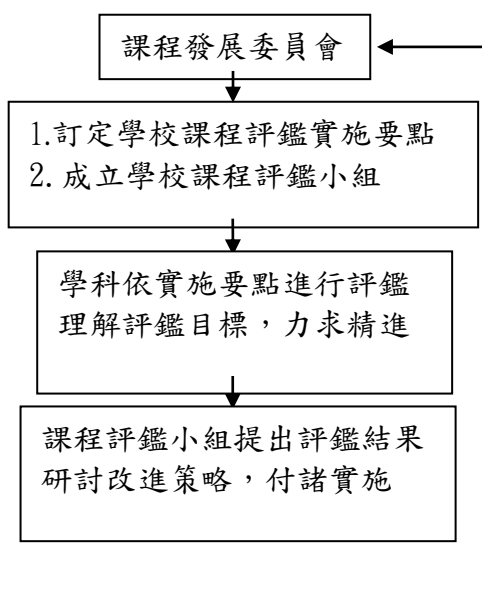 課程發展委員會
1.訂定學校課程評鑑實施要點
2.成立學校課程評鑑小組
學科依實施要點進行評鑑
理解評鑑目標，力求精進
課程評鑑小組提出評鑑結果
研討改進策略，付諸實施